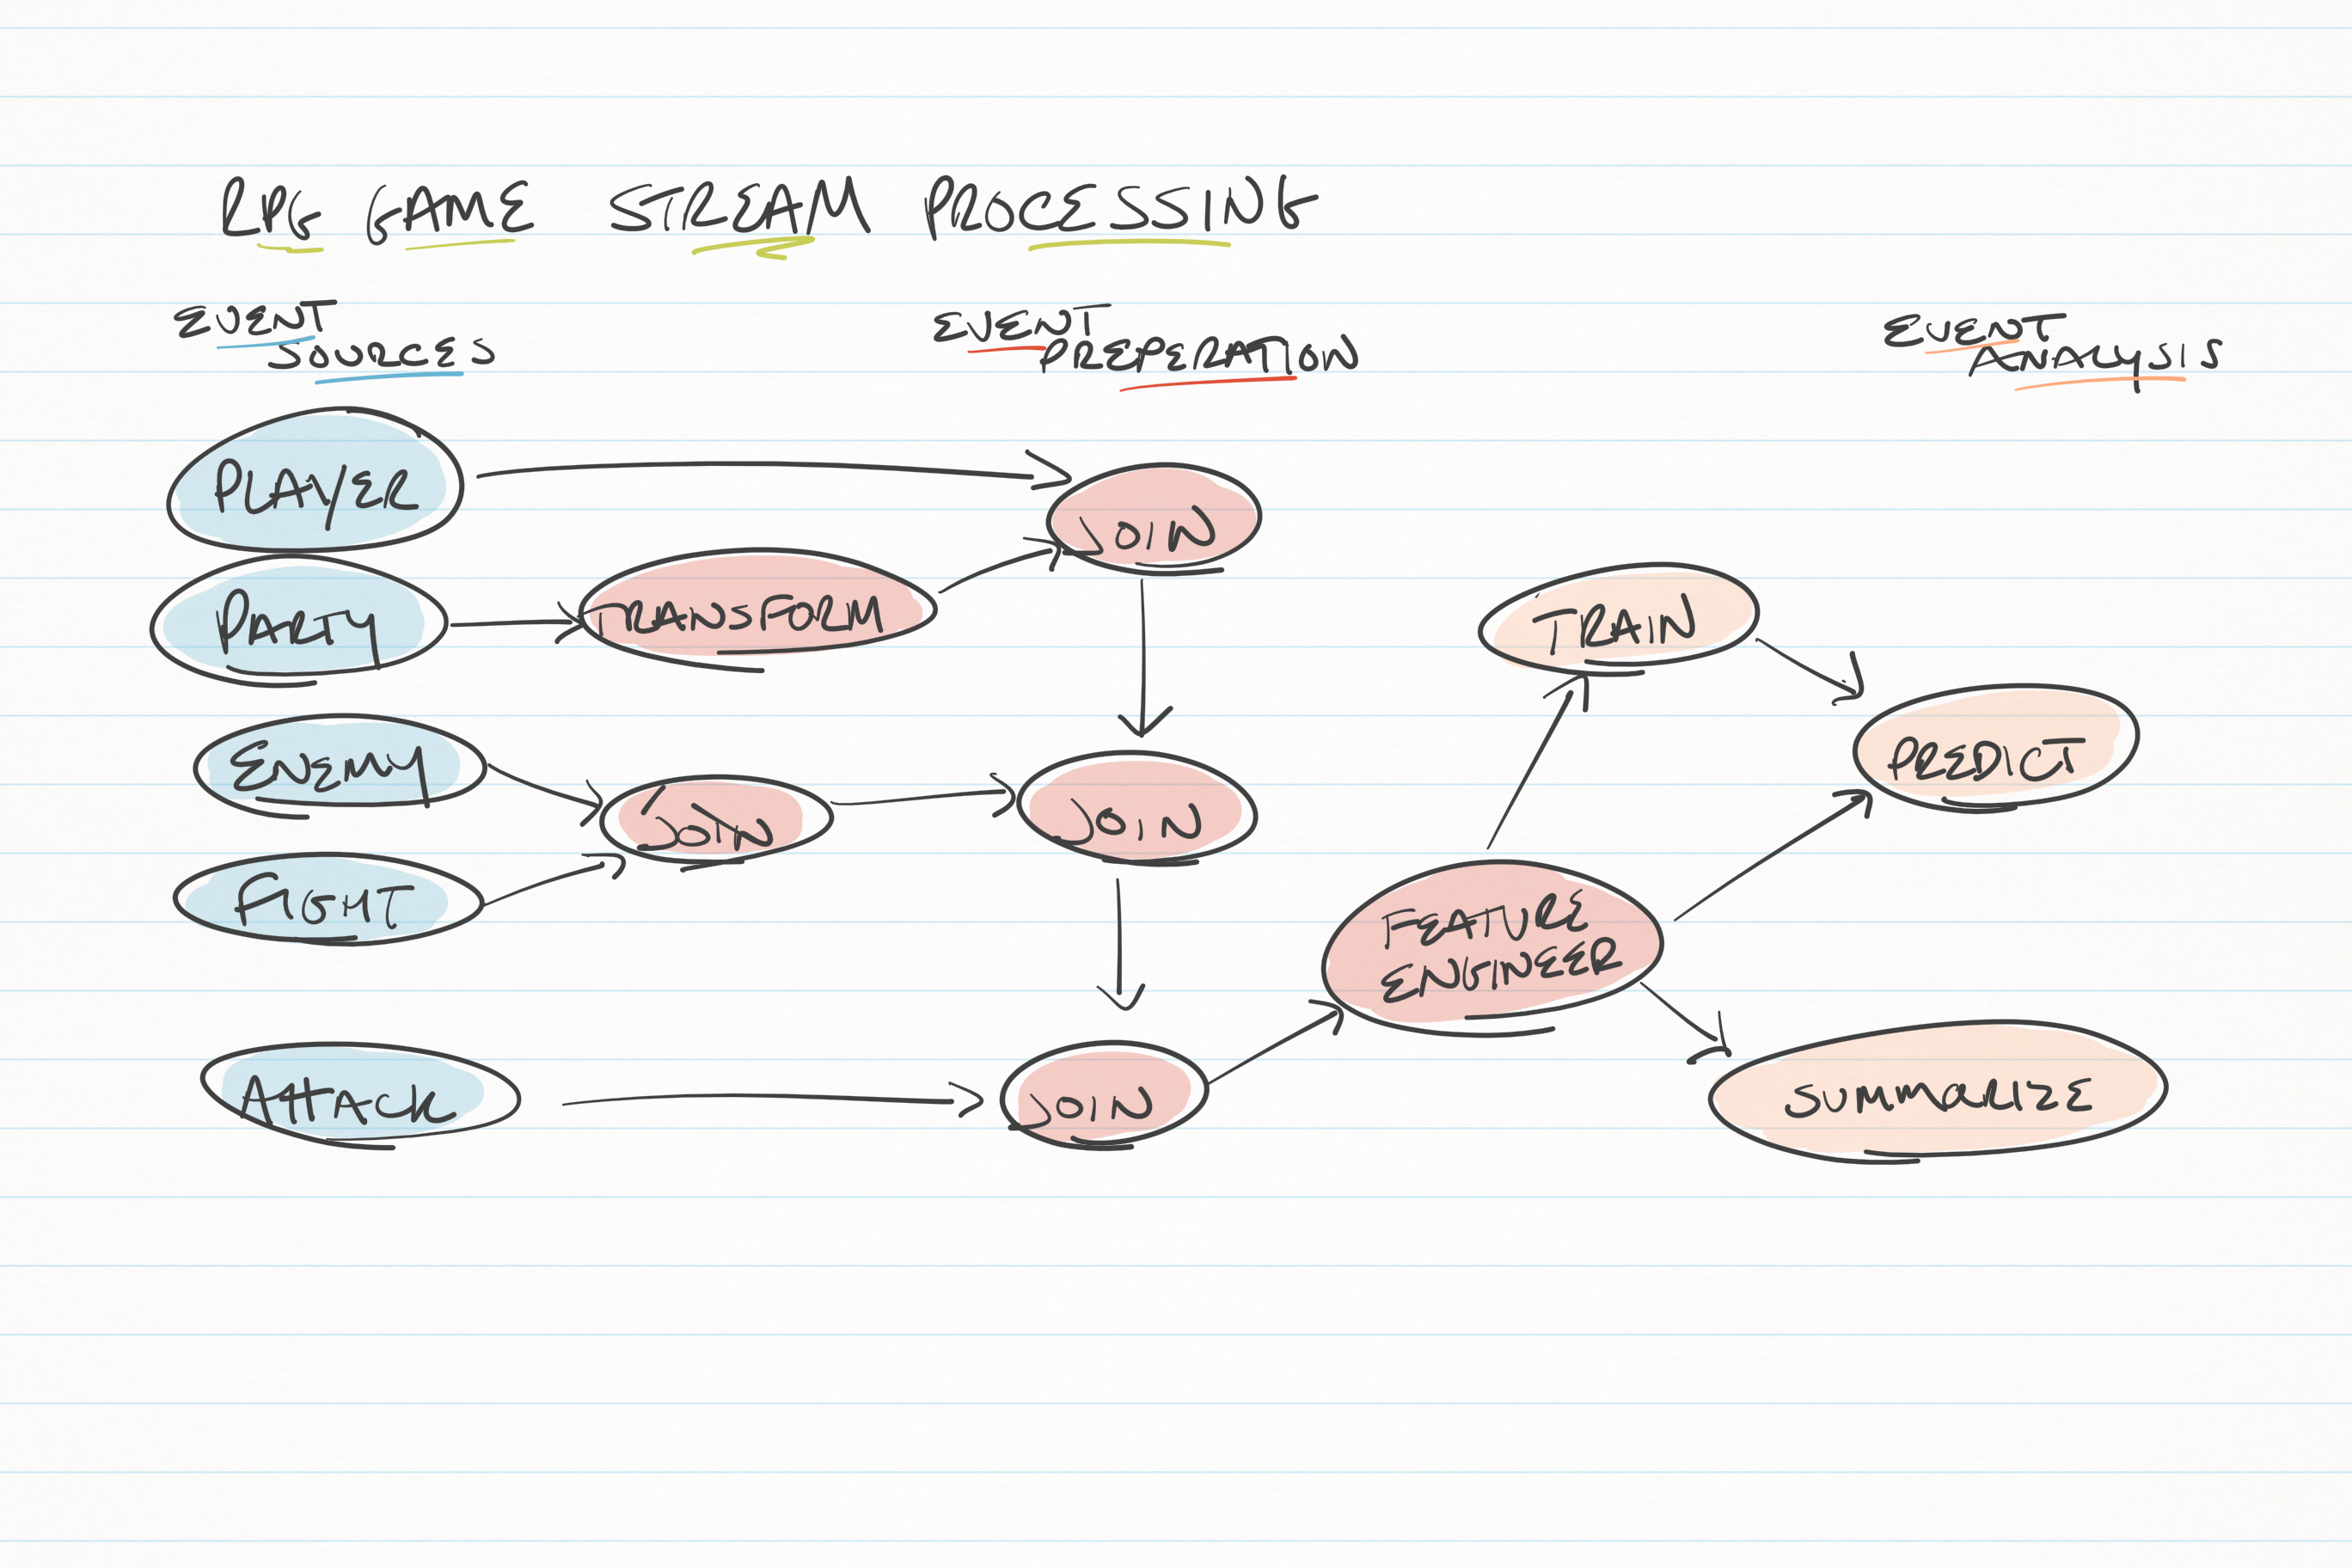 RPG GAME STREAM PROCESSING
EVENT
SOURCES
EVENT
PREPERATION
EVENT
ANALYSIS
PLAYER
JOIN
PARTY
TRANSFORM
TRAIN
ENEMY
JOIN
JOIN
PREDICT
FIGHT
FEATURE
ENGINEER
ATTACK
JOIN
SUMMARIZE